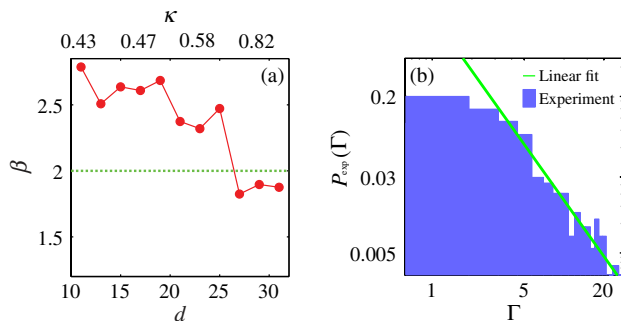 κ
0.43 0.47 0.58 0.82
(a)
2.5
2
1.5
β
10 15 20 25 30
d
(b)
Linear fit
Experiment
0.2
0.03
0.005
P_exp(Γ)
1 5 20
Γ